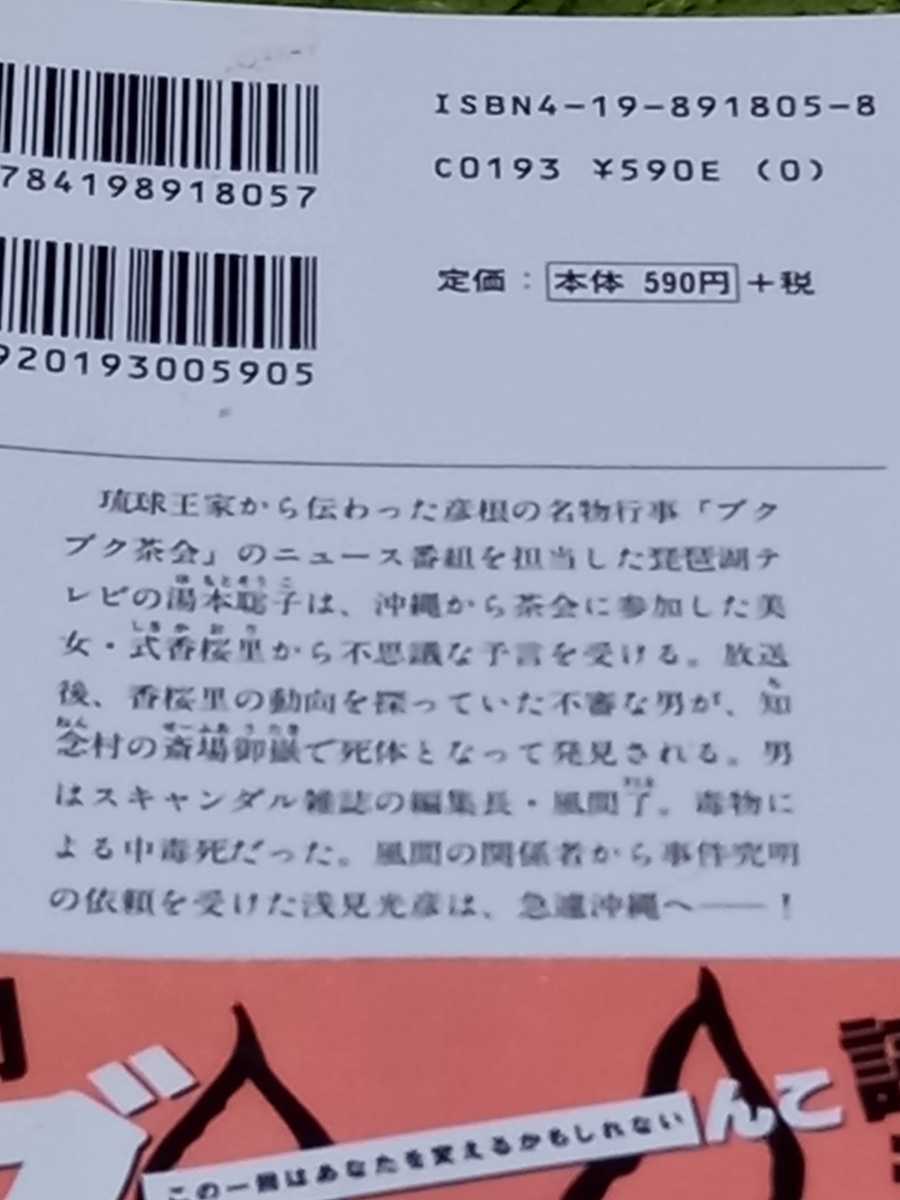 ISBN4-19-891805-8
784198918057
C0193 ¥590E (0)
920193005905
定価：本体 590円＋税
琉球王家から伝わった彦根の名物行事「ブク
ブク茶会」のニュース番組を担当した琵琶湖テ
レビの湯本聡子は、沖縄から茶会に参加した美
女・式香桜里から不思議な予言を受ける。放送
後、香桜里の動向を探っていた不審な男が、知
念村の斎場御嶽で死体となって発見される。男
はスキャンダル雑誌の編集長・風間了。毒物に
よる中毒死だった。風間の関係者から事件究明
の依頼を受けた浅見光彦は、急遽沖縄へ――！
この一冊はあなたを変えるかもしれない
んで